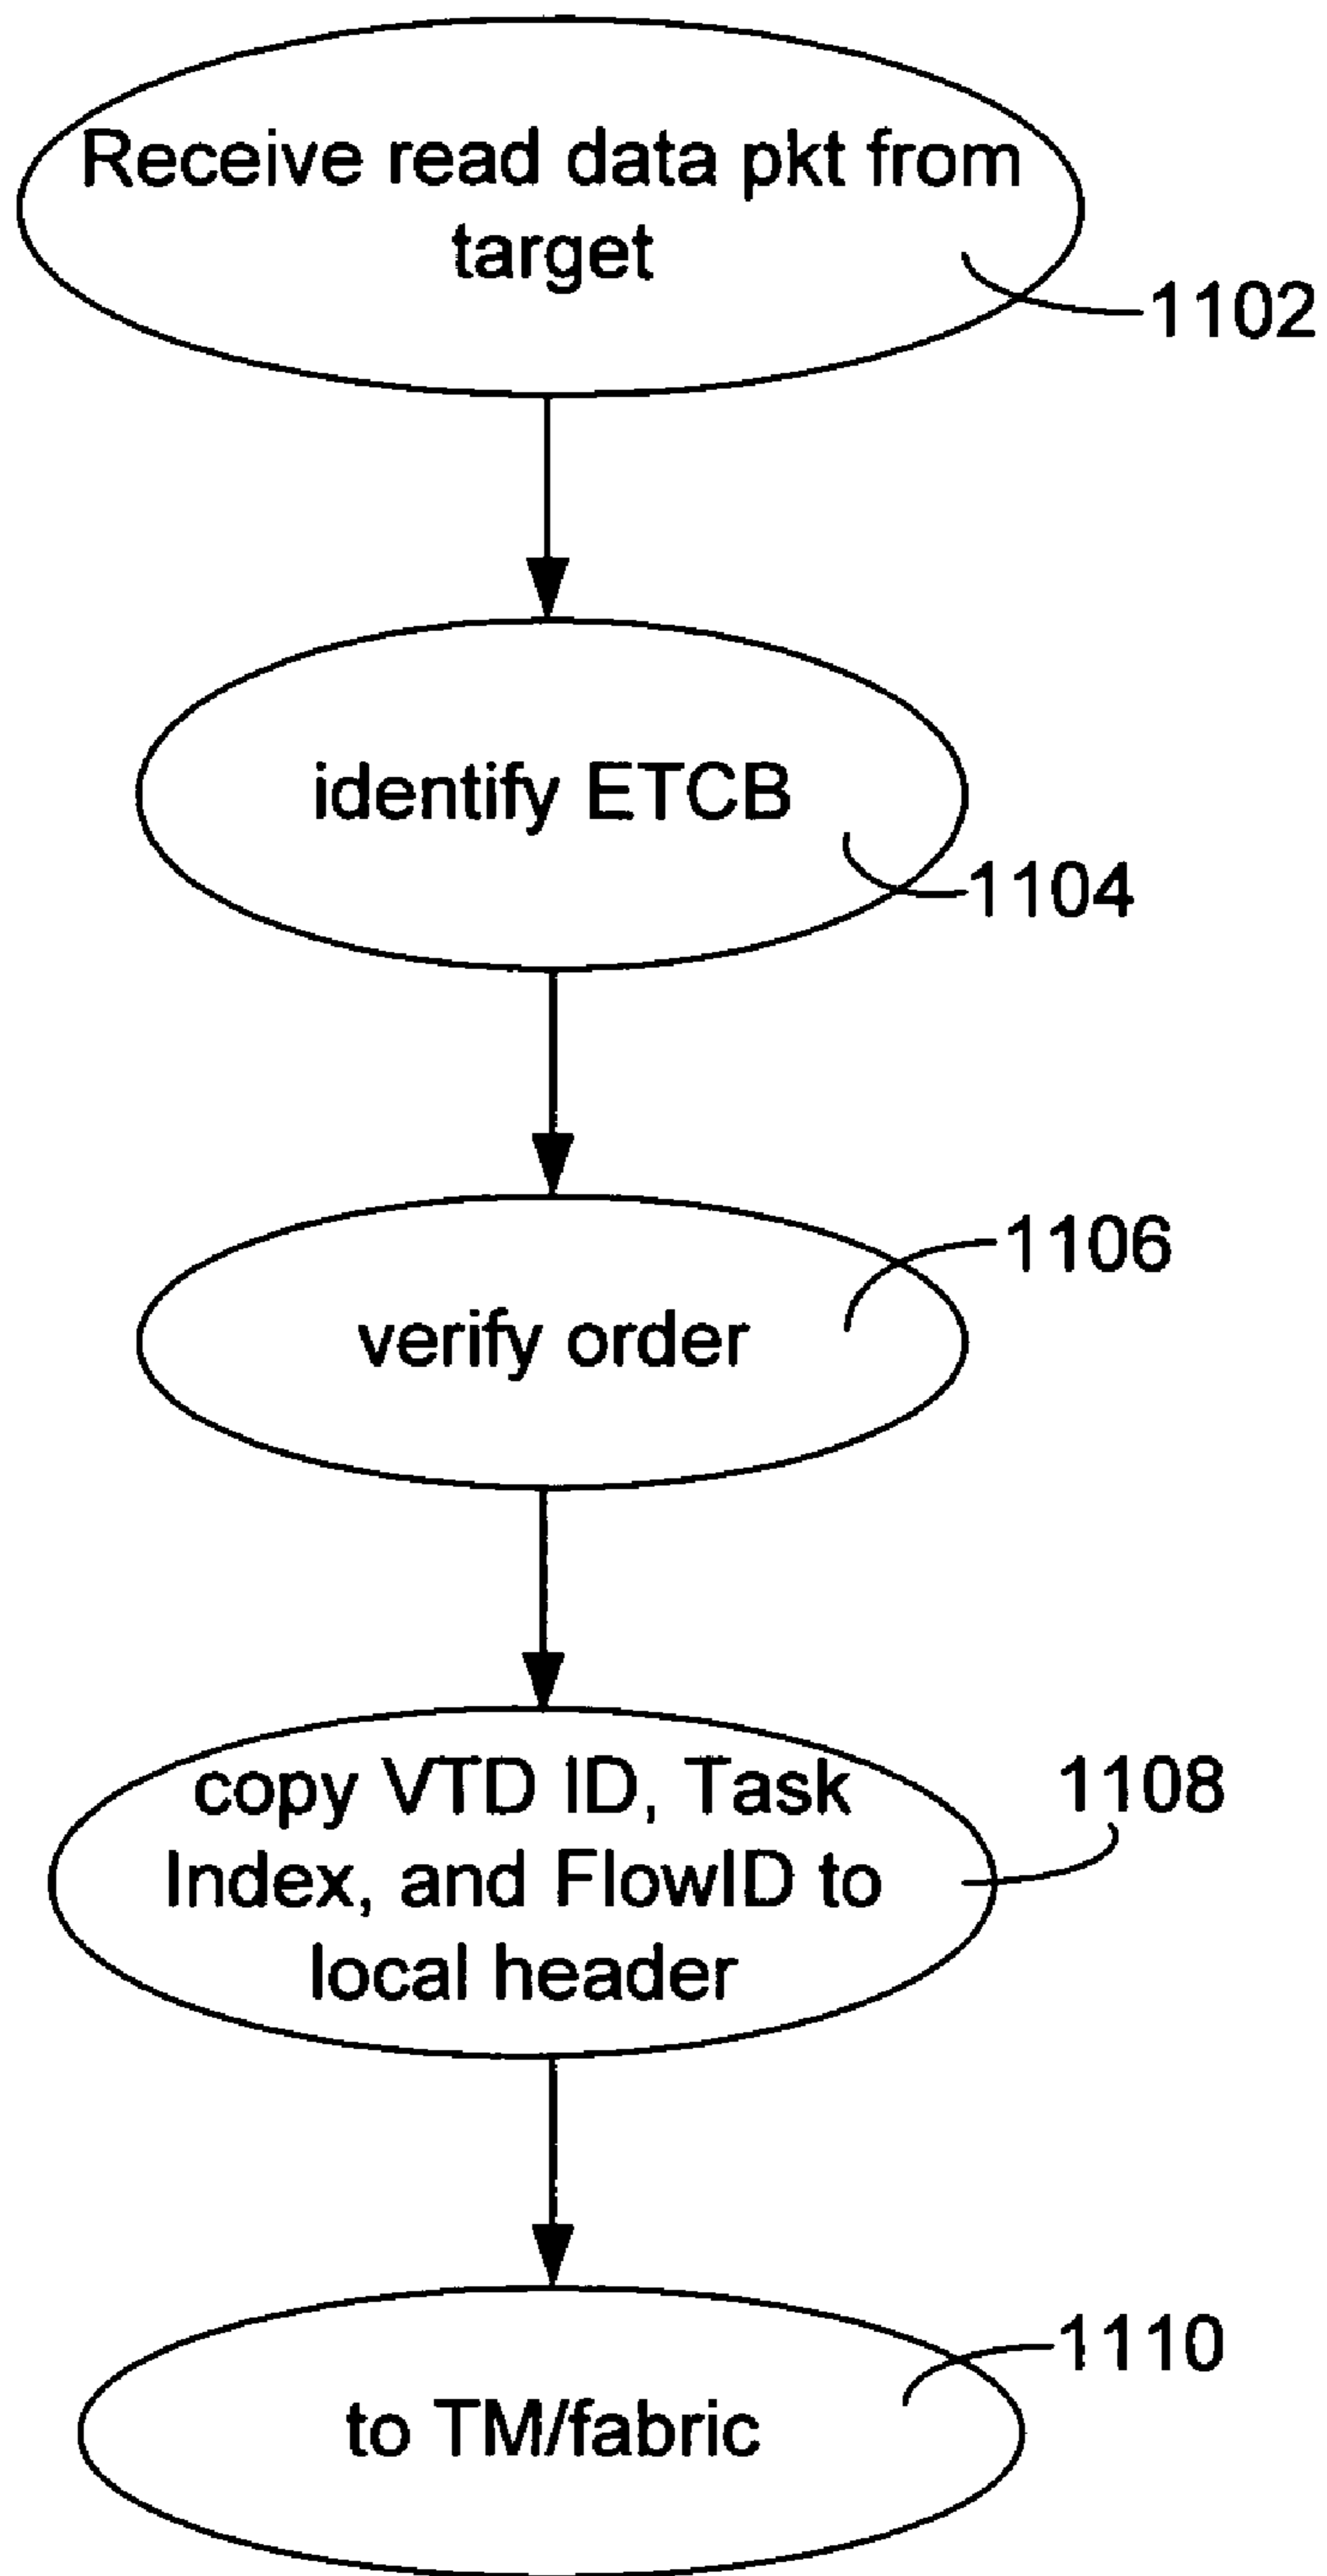 Receive read data pkt from
target
1102
identify ETCB
1104
1106
verify order
1108
copy VTD ID, Task
Index, and FlowID to
local header
1110
to TM/fabric